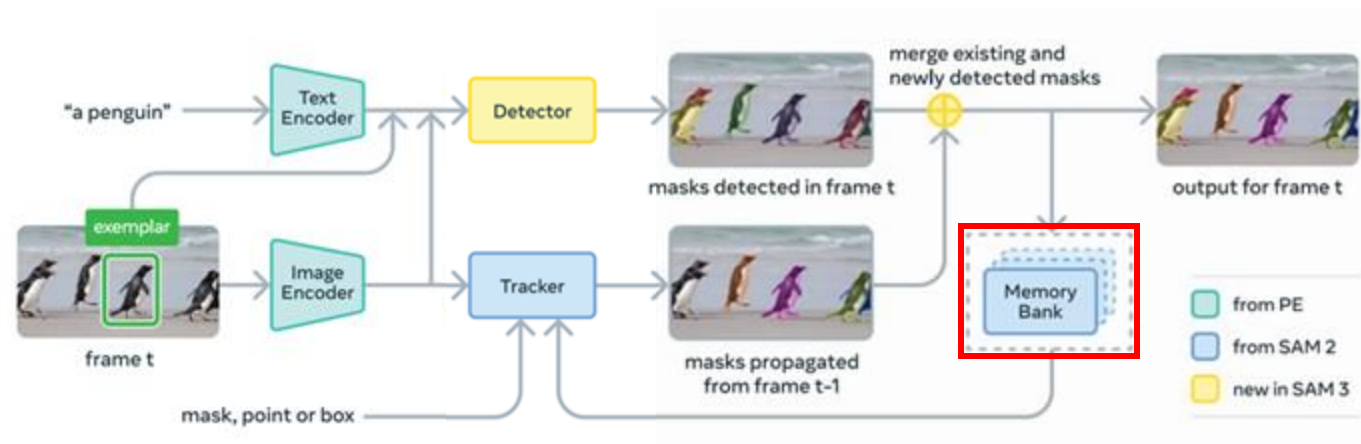 "a penguin"
Text
Encoder
Detector
masks detected in frame t
merge existing and
newly detected masks
output for frame t
exemplar
frame t
Image
Encoder
Tracker
masks propagated
from frame t-1
Memory
Bank
mask, point or box
from PE
from SAM 2
new in SAM 3